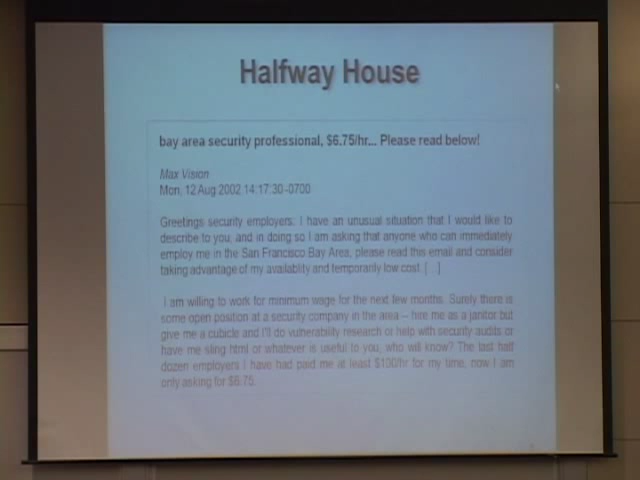 Halfway House
bay area security professional, $6.75/hr... Please read below!
Max Vision
Mon, 12 Aug 2002 14:17:30 -0700
Greetings security employers: I have an unusual situation that I would like to
describe to you; and in doing so I am asking that anyone who can immediately
employ me in the San Francisco Bay Area, please read this email and consider
taking advantage of my availablity and temporarily low cost. [...]
I am willing to work for minimum wage for the next few months. Surely there is
some open position at a security company in the area – hire me as a janitor but
give me a cubicle and I'll do vulnerability research or help with security audits or
have me sling html or whatever is useful to you, who will know? The last half
dozen employers I have had paid me at least $100/hr for my time, now I am
only asking for $6.75.